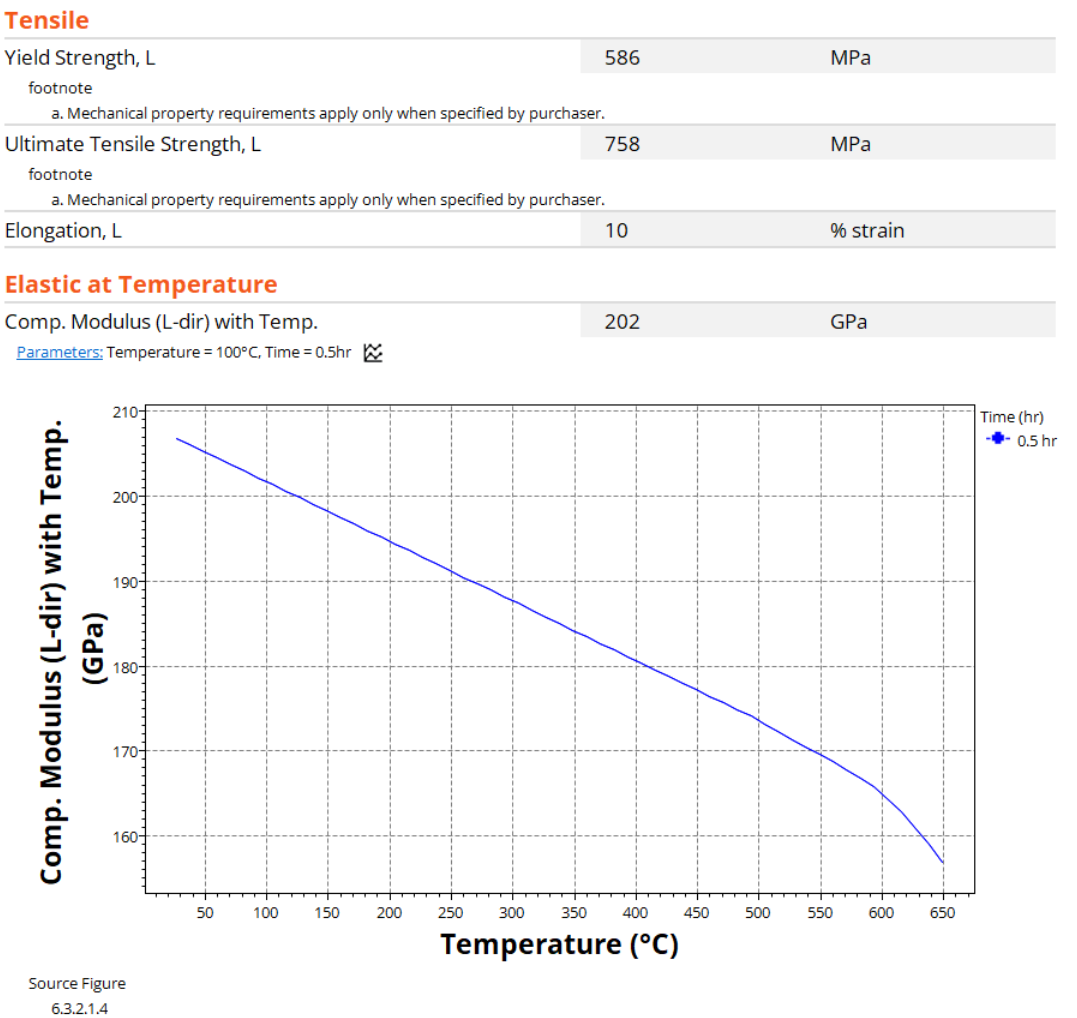 Tensile
Yield Strength, L 586 MPa
footnote
a. Mechanical property requirements apply only when specified by purchaser.
Ultimate Tensile Strength, L 758 MPa
footnote
a. Mechanical property requirements apply only when specified by purchaser.
Elongation, L 10 % strain
Elastic at Temperature
Comp. Modulus (L-dir) with Temp. 202 GPa
Parameters: Temperature = 100°C, Time = 0.5hr
Comp. Modulus (L-dir) with Temp.
(GPa)
210
200
190
180
170
160
Time (hr)
0.5 hr
50 100 150 200 250 300 350 400 450 500 550 600 650
Temperature (°C)
Source Figure
6.3.2.1.4